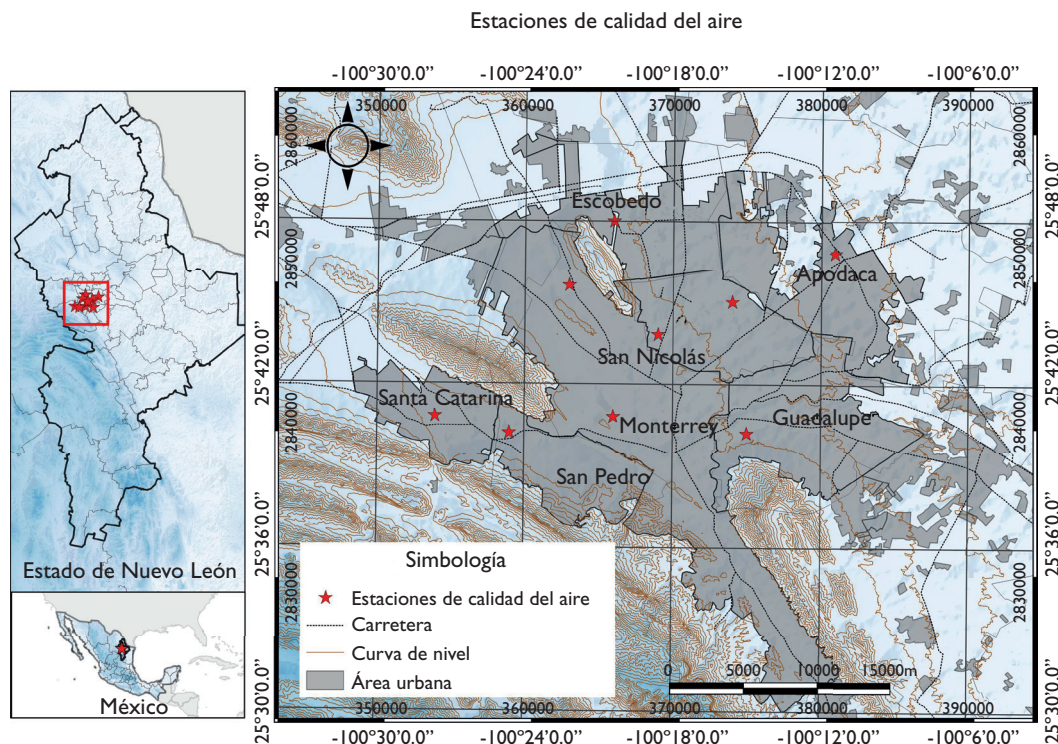 Estaciones de calidad del aire
-100°30'0.0’’ -100°24'0.0’’ -100°18'0.0’’ -100°12'0.0’’ -100°6'0.0’’
350000 360000 370000 380000 390000
2860000 2860000
25°48'0.0’’ 25°48'0.0’’
Escobedo
2850000 2850000
Apodaca
San Nicolás
25°42'0.0’’ 25°42'0.0’’
Santa Catarina
Guadalupe
Monterrey
2840000 2840000
San Pedro
25°36'0.0’’ 25°36'0.0’’
2830000 2830000
Simbología
Estaciones de calidad del aire
Carretera
Curva de nivel
Área urbana
0 5000 10000 15000m
25°30'0.0’’ 25°30'0.0’’
350000 360000 370000 380000 390000
-100°30'0.0’’ -100°24'0.0’’ -100°18'0.0’’ -100°12'0.0’’ -100°6'0.0’’
Estado de Nuevo León
México